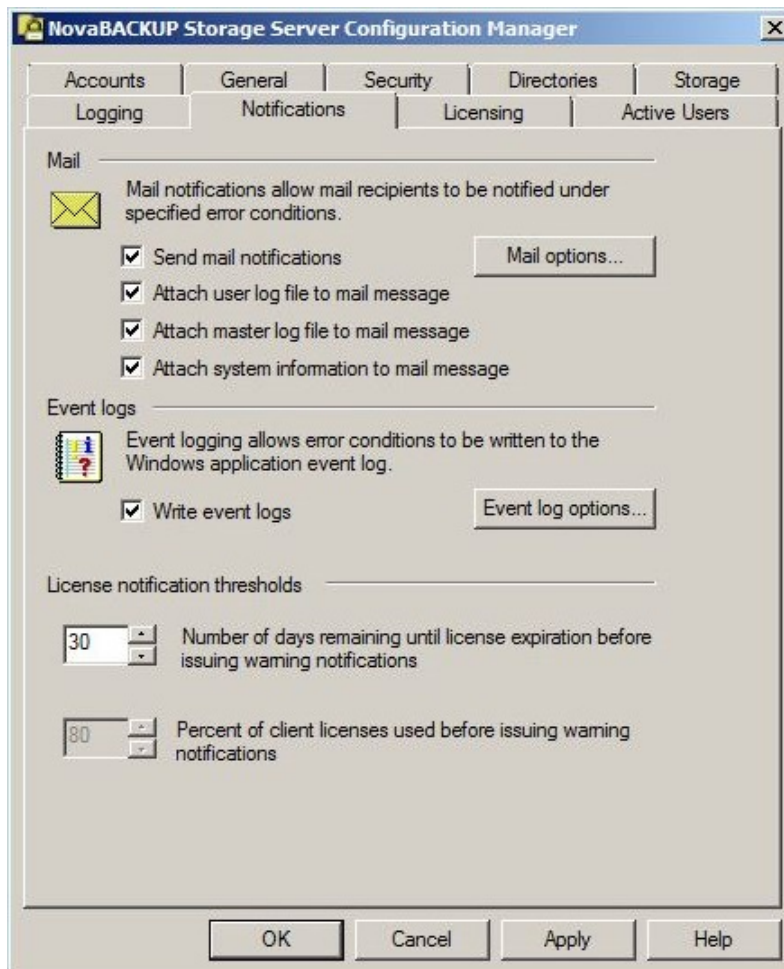 NovaBACKUP Storage Server Configuration Manager
Accounts General Security Directories Storage
Logging Notifications Licensing Active Users
Mail
Mail notifications allow mail recipients to be notified under
specified error conditions.
Send mail notifications Mail options...
Attach user log file to mail message
Attach master log file to mail message
Attach system information to mail message
Event logs
Event logging allows error conditions to be written to the
Windows application event log.
Write event logs Event log options...
License notification thresholds
30 Number of days remaining until license expiration before
issuing warning notifications
80 Percent of client licenses used before issuing warning
notifications
OK Cancel Apply Help